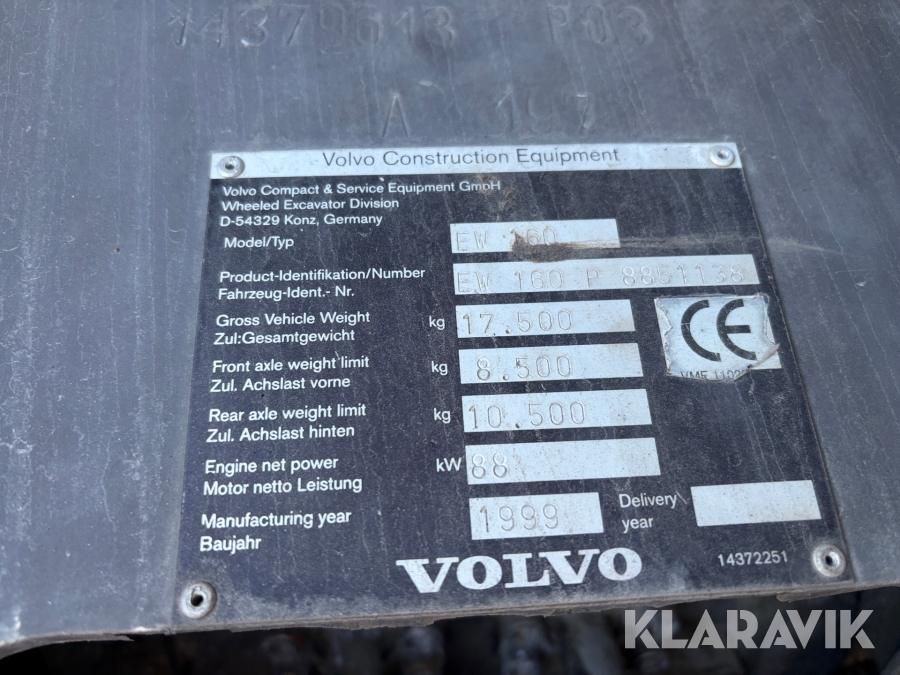 14379613 P03
A 197
Volvo Construction Equipment
Volvo Compact & Service Equipment GmbH
Wheeled Excavator Division
D-54329 Konz, Germany
Model/Typ EW 160
Product-Identifikation/Number EW 160 P 8851138
Fahrzeug-Ident.- Nr.
Gross Vehicle Weight kg 17.500
Zul:Gesamtgewicht
Front axle weight limit kg 8.500
Zul. Achslast vorne
Rear axle weight limit kg 10.500
Zul. Achslast hinten
Engine net power kW 88
Motor netto Leistung
Manufacturing year 1999 Delivery year
Baujahr
CE
VOLVO
14372251
KLARAVIK